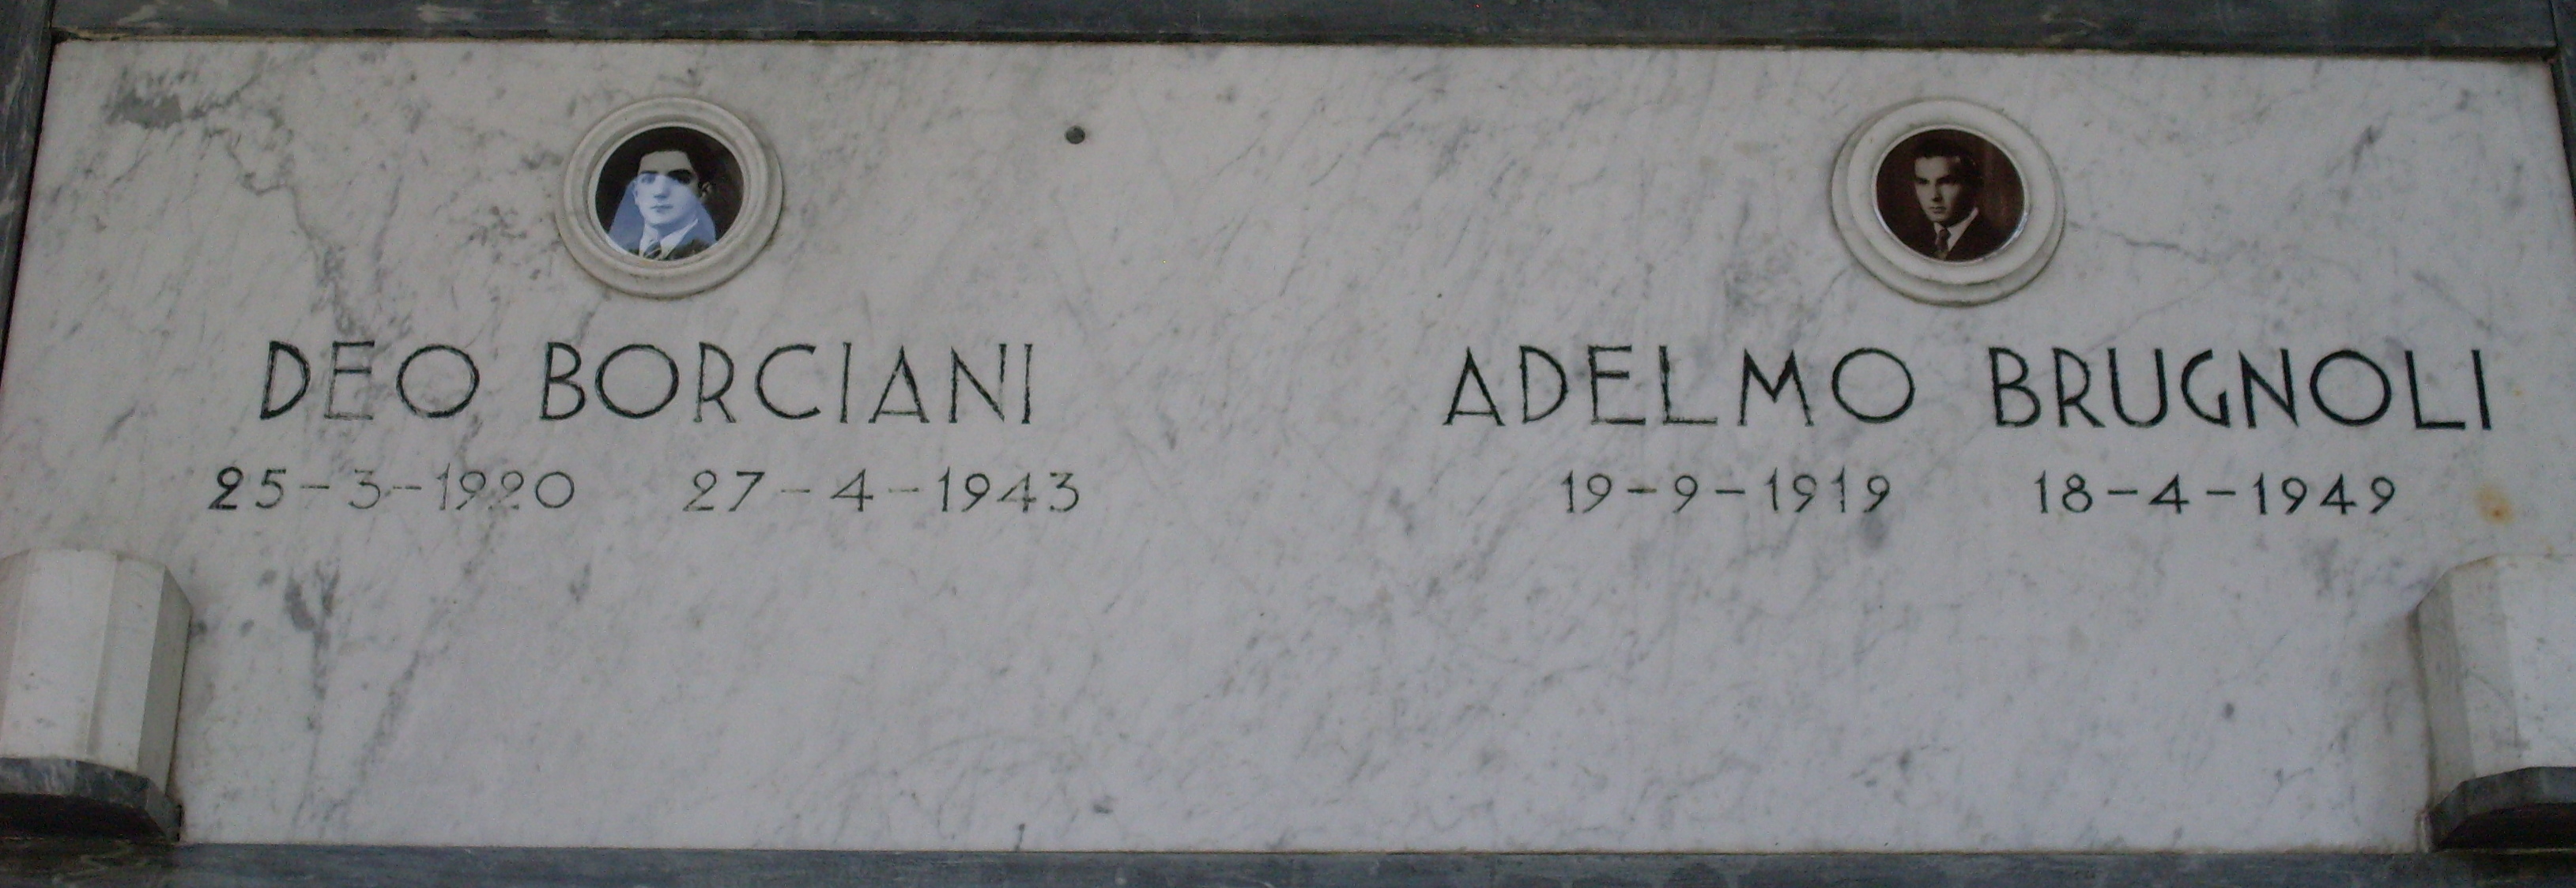 DEO BORCIANI
25-3-1920 27-4-1943
ADELMO BRUGNOLI
19-9-1919 18-4-1949